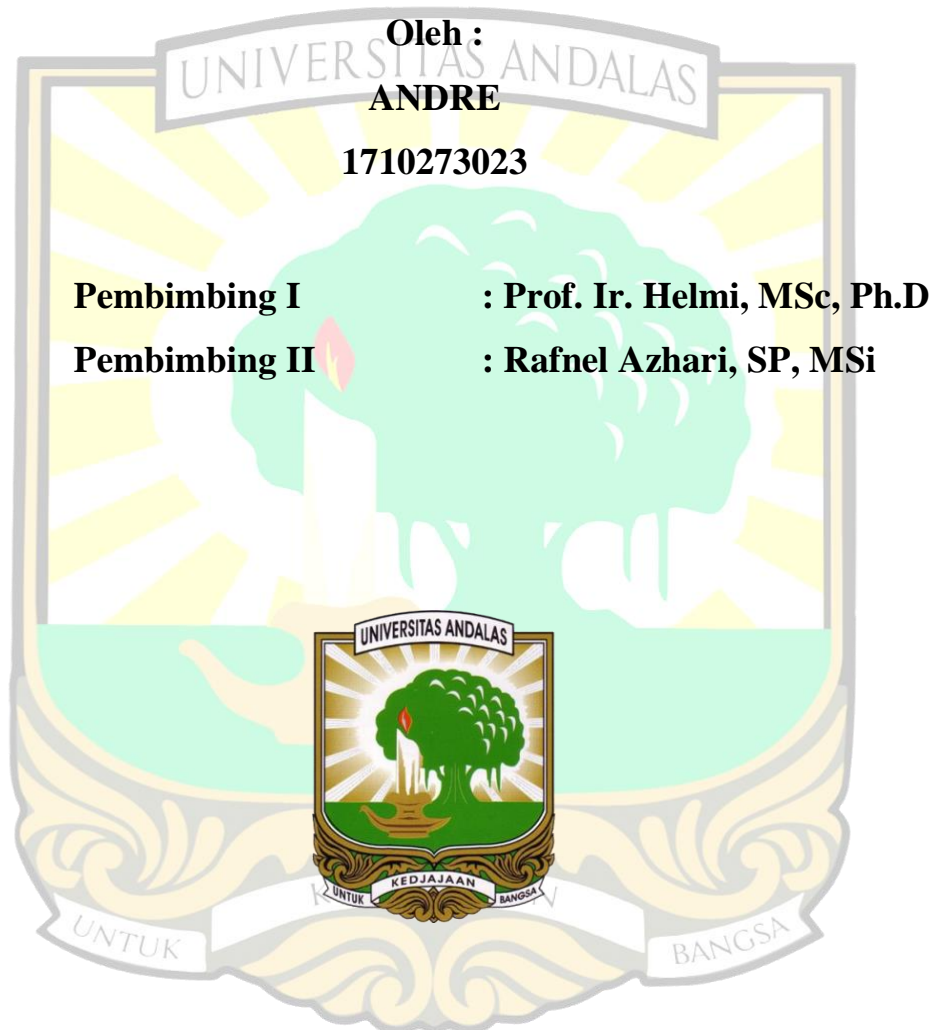 Oleh :
UNIVERSITAS ANDALAS
ANDRE
1710273023
Pembimbing I : Prof. Ir. Helmi, MSc, Ph.D
Pembimbing II : Rafnel Azhari, SP, MSi
UNIVERSITAS ANDALAS
UNTUK KEDJAJAAN BANGSA
UNTUK BANGSA